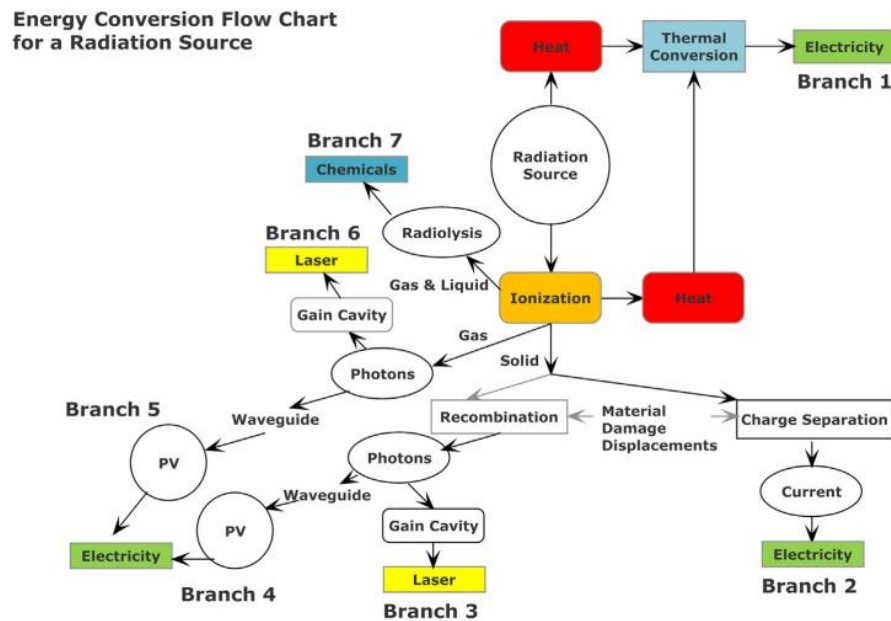 Energy Conversion Flow Chart
for a Radiation Source
Heat
Thermal
Conversion
Electricity
Branch 1
Radiation
Source
Branch 7
Chemicals
Radiolysis
Branch 6
Laser
Gas & Liquid
Ionization
Heat
Gain Cavity
Gas
Solid
Photons
Branch 5
Waveguide
Recombination
Material
Damage
Displacements
Charge Separation
PV
Photons
Waveguide
Current
PV
Gain Cavity
Electricity
Electricity
Branch 4
Laser
Branch 2
Branch 3